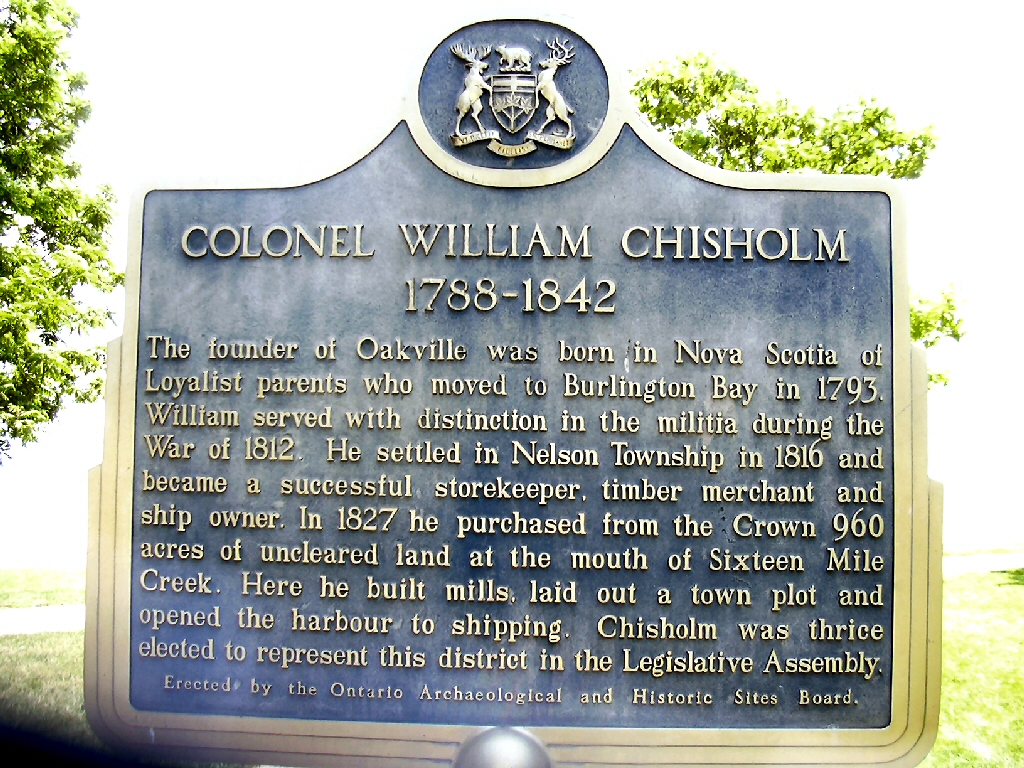 COLONEL WILLIAM CHISHOLM
1788-1842
The founder of Oakville was born in Nova Scotia of
Loyalist parents who moved to Burlington Bay in 1793.
William served with distinction in the militia during the
War of 1812. He settled in Nelson Township in 1816 and
became a successful storekeeper, timber merchant and
ship owner. In 1827 he purchased from the Crown 960
acres of uncleared land at the mouth of Sixteen Mile
Creek. Here he built mills, laid out a town plot and
opened the harbour to shipping. Chisholm was thrice
elected to represent this district in the Legislative Assembly.
Erected by the Ontario Archaeological and Historic Sites Board.